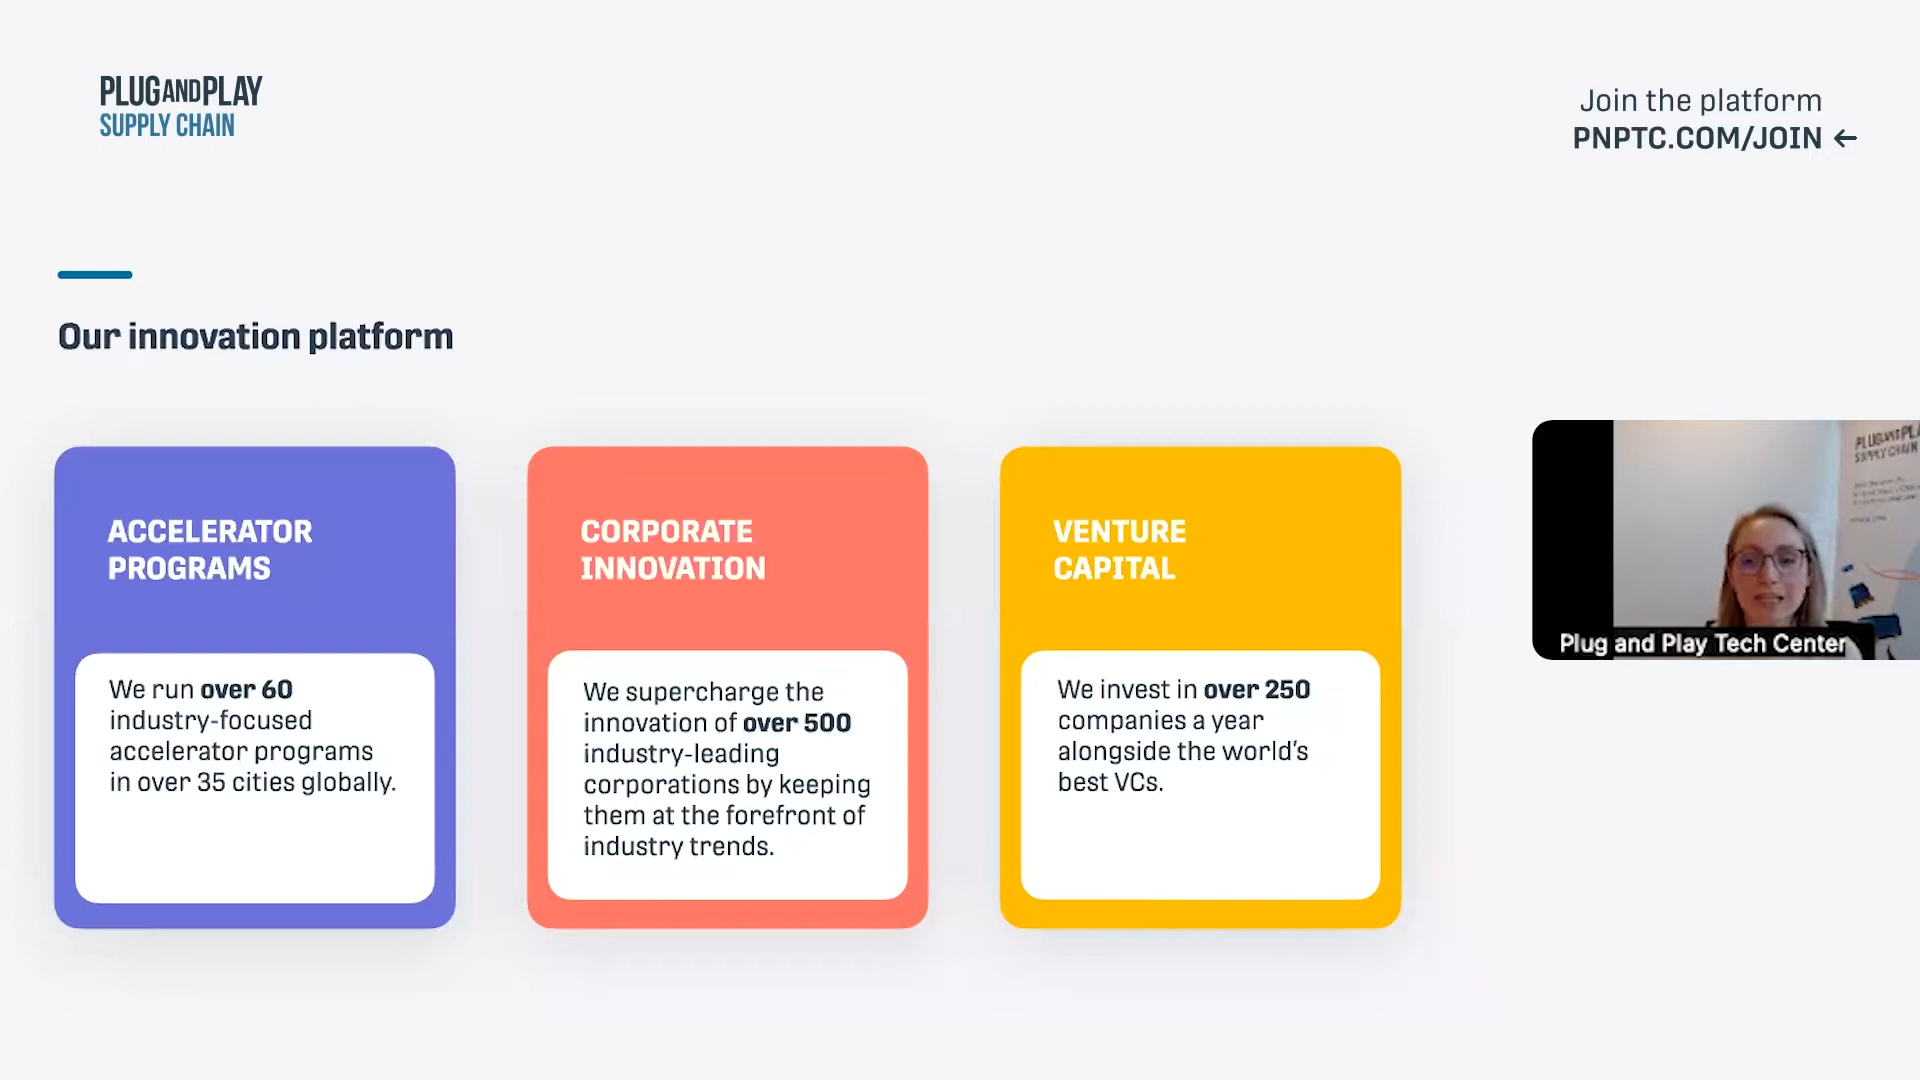 PLUGANDPLAY
SUPPLY CHAIN
Join the platform
PNPTC.COM/JOIN ←
Our innovation platform
ACCELERATOR
PROGRAMS
We run over 60
industry-focused
accelerator programs
in over 35 cities globally.
CORPORATE
INNOVATION
We supercharge the
innovation of over 500
industry-leading
corporations by keeping
them at the forefront of
industry trends.
VENTURE
CAPITAL
We invest in over 250
companies a year
alongside the world’s
best VCs.
PLUGANDPLA
SUPPLY CHAIN
Plug and Play Tech Center